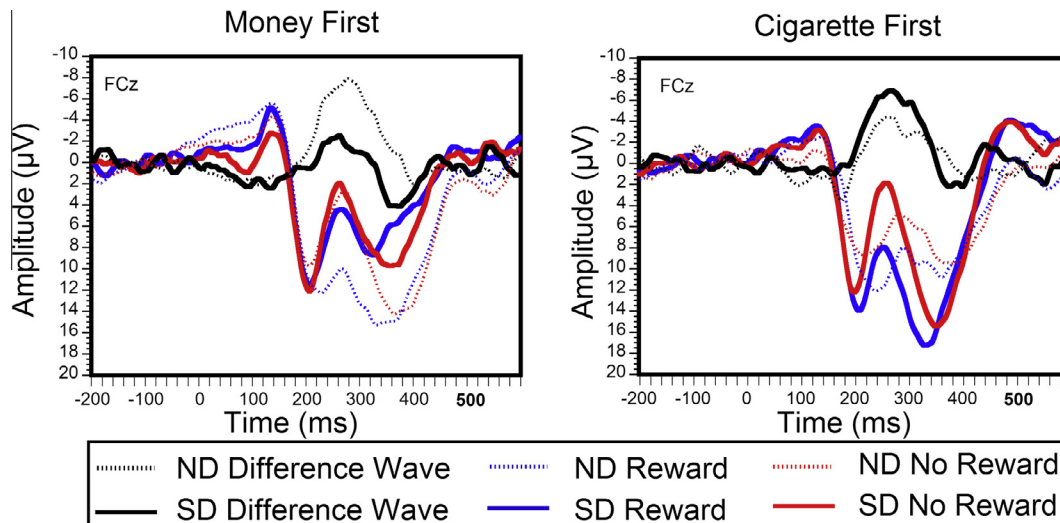 Money First
Cigarette First
Amplitude (µV)
-10
-8
-6
-4
-2
0
2
4
6
8
10
12
14
16
18
20
FCz
-200 -100 0 100 200 300 400 500
Time (ms)
Amplitude (µV)
-10
-8
-6
-4
-2
0
2
4
6
8
10
12
14
16
18
20
FCz
-200 -100 0 100 200 300 400 500
Time (ms)
ND Difference Wave ND Reward ND No Reward
SD Difference Wave SD Reward SD No Reward